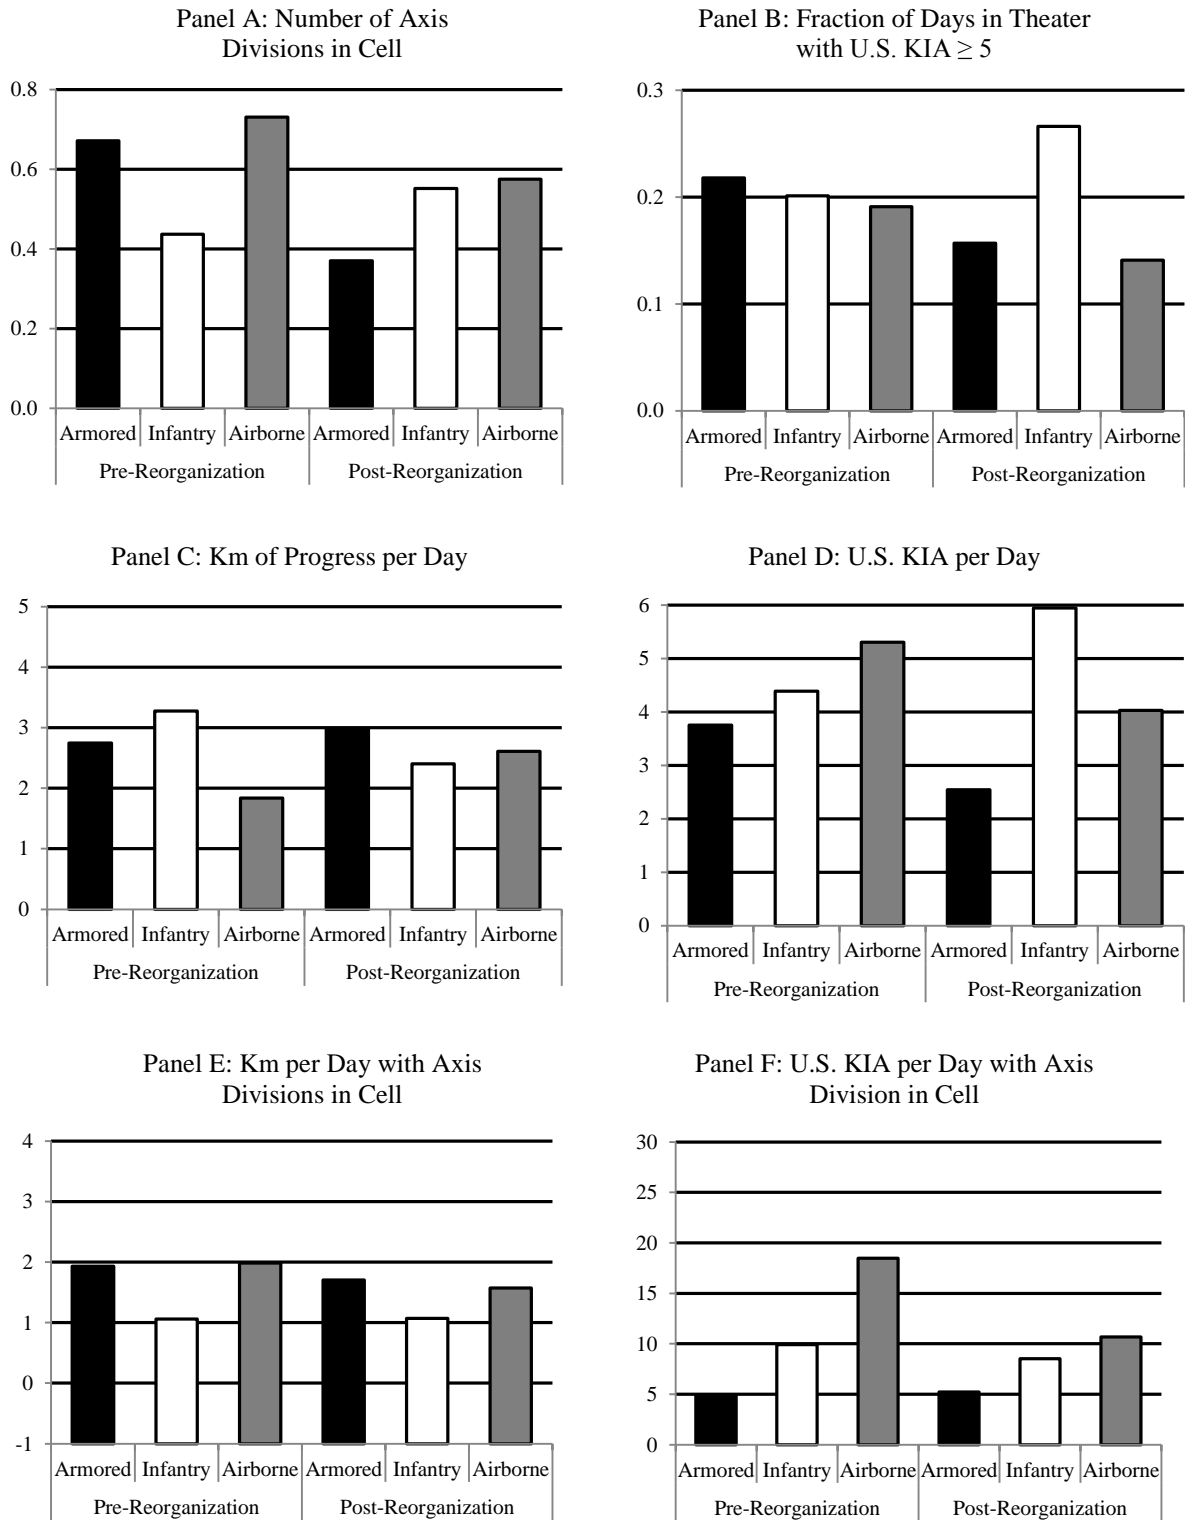 Panel A: Number of Axis
Divisions in Cell
0.8
0.6
0.4
0.2
0.0
Armored Infantry Airborne Armored Infantry Airborne
Pre-Reorganization Post-Reorganization
Panel B: Fraction of Days in Theater
with U.S. KIA ≥ 5
0.3
0.2
0.1
0.0
Armored Infantry Airborne Armored Infantry Airborne
Pre-Reorganization Post-Reorganization
Panel C: Km of Progress per Day
5
4
3
2
1
0
Armored Infantry Airborne Armored Infantry Airborne
Pre-Reorganization Post-Reorganization
Panel D: U.S. KIA per Day
6
5
4
3
2
1
0
Armored Infantry Airborne Armored Infantry Airborne
Pre-Reorganization Post-Reorganization
Panel E: Km per Day with Axis
Divisions in Cell
4
3
2
1
0
-1
Armored Infantry Airborne Armored Infantry Airborne
Pre-Reorganization Post-Reorganization
Panel F: U.S. KIA per Day with Axis
Division in Cell
30
25
20
15
10
5
0
Armored Infantry Airborne Armored Infantry Airborne
Pre-Reorganization Post-Reorganization